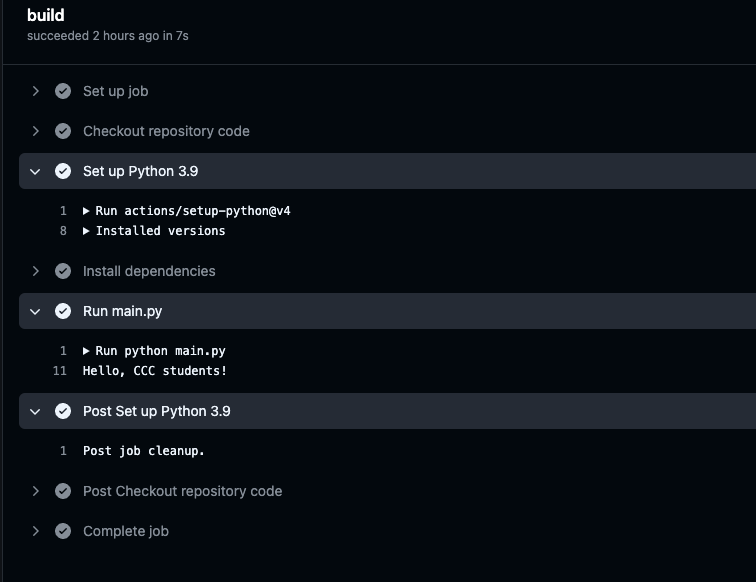 build
succeeded 2 hours ago in 7s
Set up job
Checkout repository code
Set up Python 3.9
1 Run actions/setup-python@v4
8 Installed versions
Install dependencies
Run main.py
1 Run python main.py
11 Hello, CCC students!
Post Set up Python 3.9
1 Post job cleanup.
Post Checkout repository code
Complete job